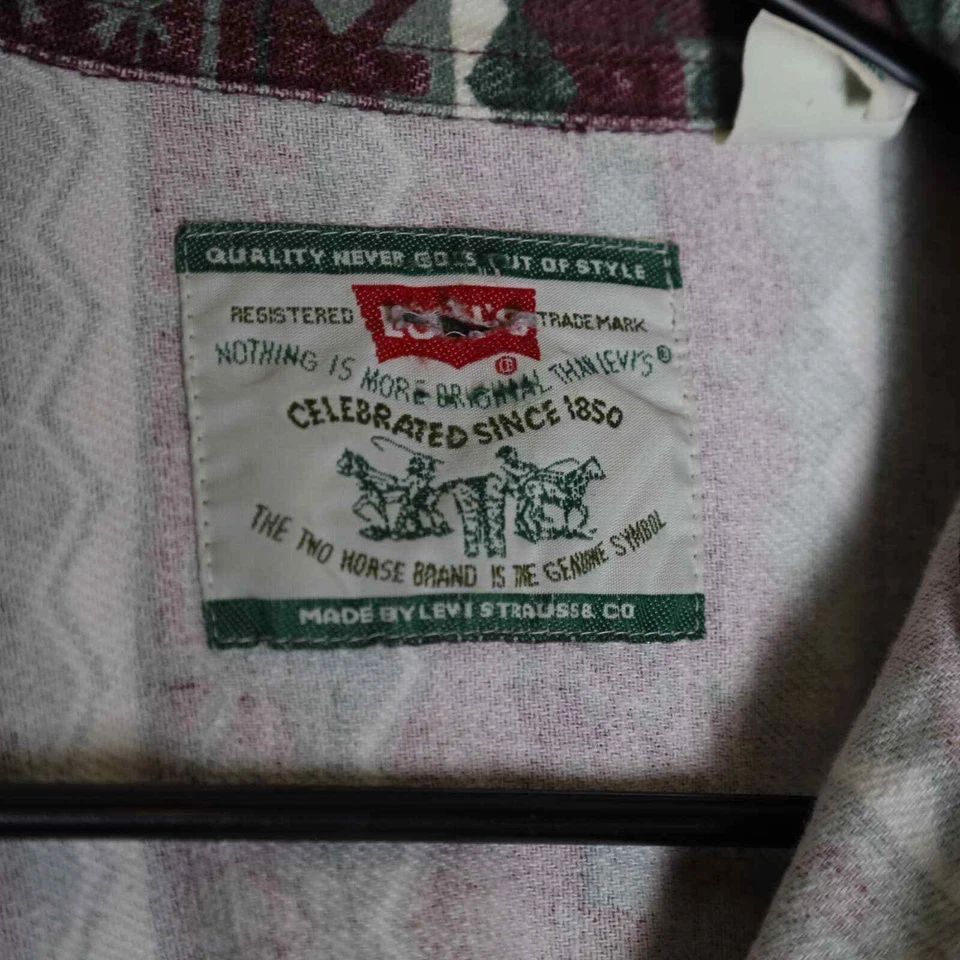 QUALITY NEVER GOES OUT OF STYLE
REGISTERED LEVI'S TRADEMARK
®
NOTHING IS MORE ORIGINAL THAN LEVI'S®
CELEBRATED SINCE 1850
THE TWO HORSE BRAND IS THE GENUINE SYMBOL
MADE BY LEVI STRAUSS & CO